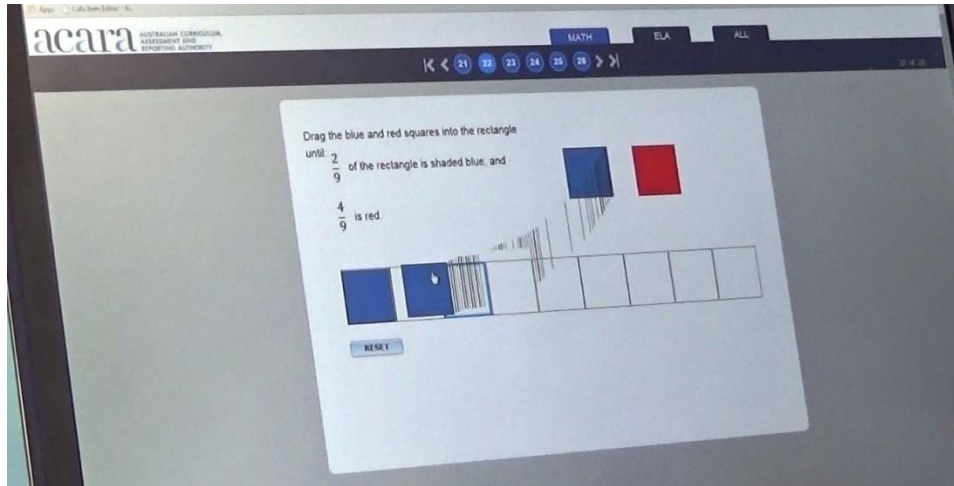 Apps
acara
AUSTRALIAN CURRICULUM,
ASSESSMENT AND
REPORTING AUTHORITY
MATH
ELA
ALL
21 22 23 24 25 26
Drag the blue and red squares into the rectangle
until 2/9 of the rectangle is shaded blue, and
4/9 is red
RESET